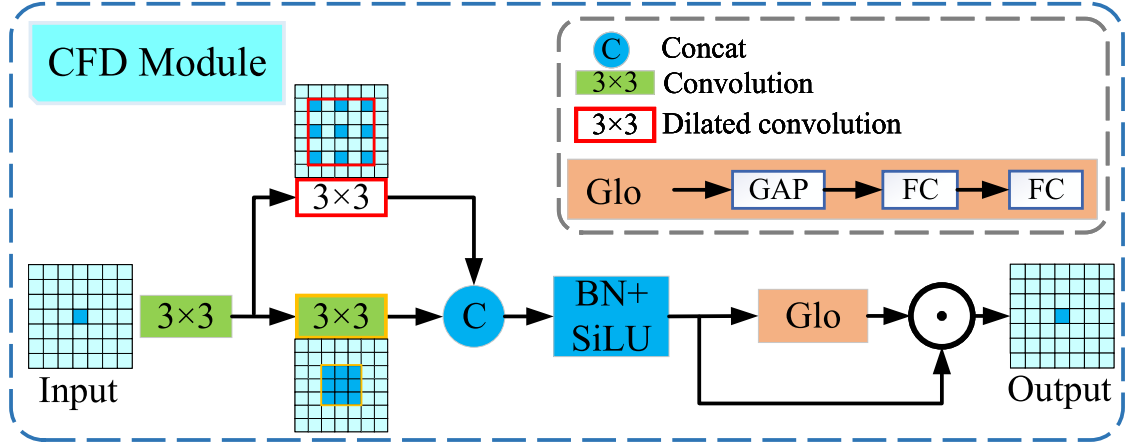 CFD Module
C Concat
3×3 Convolution
3×3 Dilated convolution
Glo GAP FC FC
3×3
3×3 3×3 C BN+
SiLU Glo
Input Output